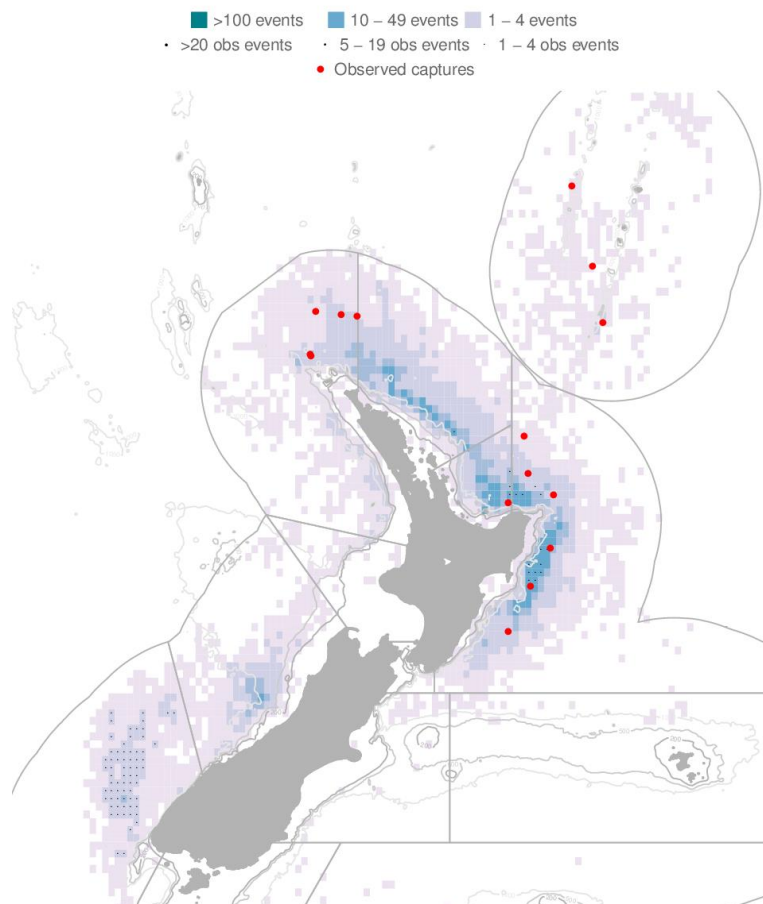 >100 events 10 – 49 events 1 – 4 events
>20 obs events 5 – 19 obs events 1 – 4 obs events
Observed captures